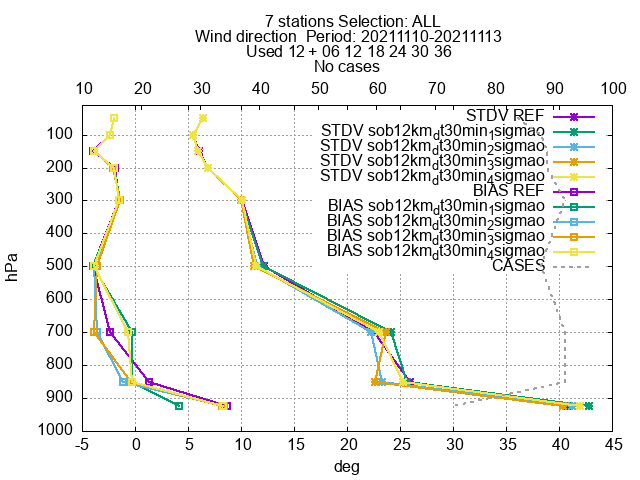 7 stations Selection: ALL
Wind direction  Period: 20211110-20211113
Used 12 + 06 12 18 24 30 36
No cases
10 20 30 40 50 60 70 80 90 100
STDV REF
STDV sob12km_dt30min_1sigmao
STDV sob12km_dt30min_2sigmao
STDV sob12km_dt30min_3sigmao
STDV sob12km_dt30min_4sigmao
BIAS REF
BIAS sob12km_dt30min_1sigmao
BIAS sob12km_dt30min_2sigmao
BIAS sob12km_dt30min_3sigmao
BIAS sob12km_dt30min_4sigmao
CASES
hPa
100
200
300
400
500
600
700
800
900
1000
-5 0 5 10 15 20 25 30 35 40 45
deg